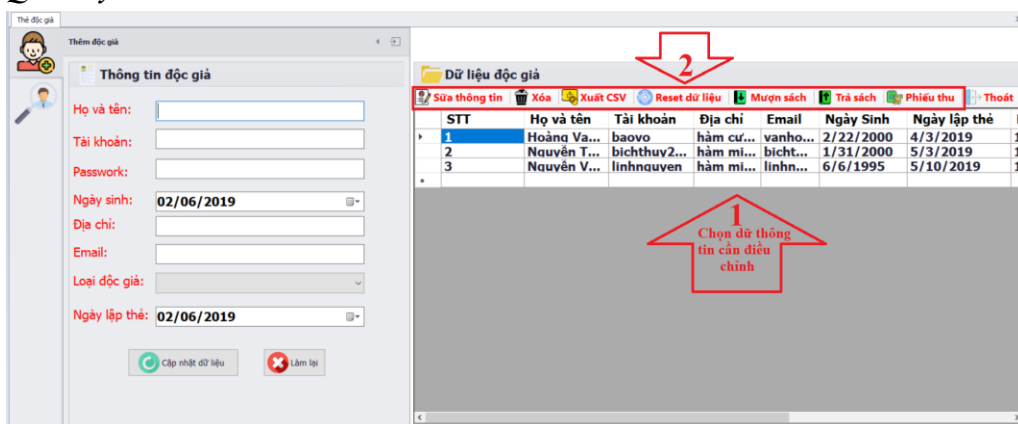 Thẻ độc giả
Thêm độc giả
Thông tin độc giả
Họ và tên:
Tài khoản:
Passwork:
Ngày sinh: 02/06/2019
Địa chỉ:
Email:
Loại độc giả:
Ngày lập thẻ: 02/06/2019
Cập nhật dữ liệu Làm lại
2
Dữ liệu độc giả
Sửa thông tin Xóa Xuất CSV Reset dữ liệu Mượn sách Trả sách Phiếu thu Thoát
STT Họ và tên Tài khoản Địa chỉ Email Ngày Sinh Ngày lập thẻ
1 Hoàng Va... baovo hàm cư... vanho... 2/22/2000 4/3/2019
2 Nguyễn T... bichthuy2... hàm mi... bicht... 1/31/2000 5/3/2019
3 Nguyễn V... linhnguyen hàm mi... linhn... 6/6/1995 5/10/2019
1
Chọn dữ thông
tin cần điều
chỉnh